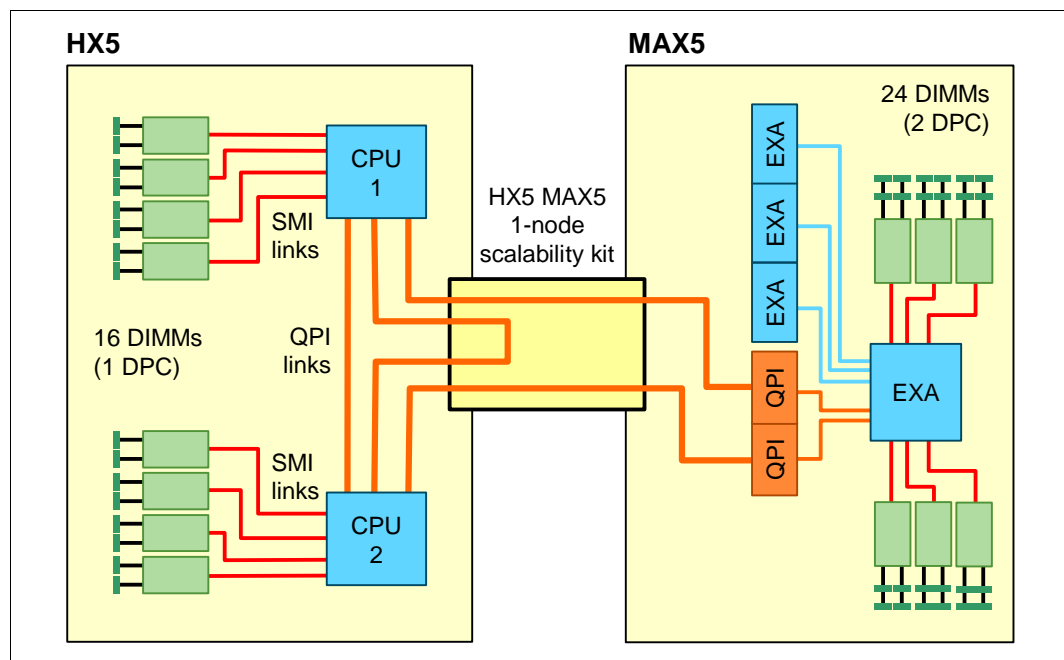 HX5
MAX5
CPU
1
SMI
links
16 DIMMs
(1 DPC)
QPI
links
SMI
links
CPU
2
HX5 MAX5
1-node
scalability kit
24 DIMMs
(2 DPC)
EXA
EXA
EXA
QPI
QPI
EXA